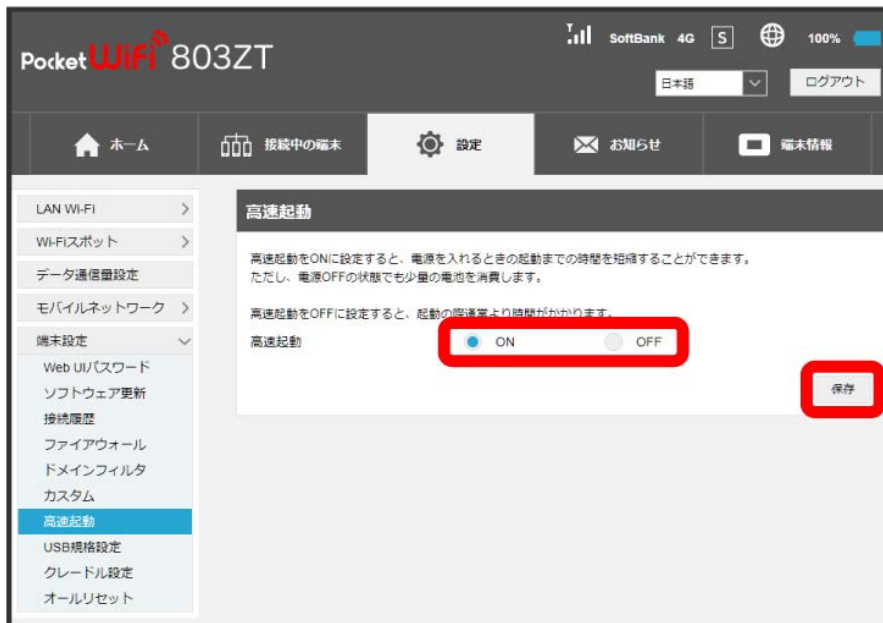 SoftBank 4G S 100%
Pocket WiFi 803ZT
日本語 ログアウト
ホーム 接続中の端末 設定 お知らせ 端末情報
LAN Wi-Fi
Wi-Fiスポット
データ通信量設定
モバイルネットワーク
端末設定
Web UIパスワード
ソフトウェア更新
接続履歴
ファイアウォール
ドメインフィルタ
カスタム
高速起動
USB規格設定
クレードル設定
オールリセット
高速起動
高速起動をONに設定すると、電源を入れるときの起動までの時間を短縮することができます。
ただし、電源OFFの状態でも少量の電池を消費します。
高速起動をOFFに設定すると、起動の際通常より時間がかかります。
高速起動 ON OFF
保存